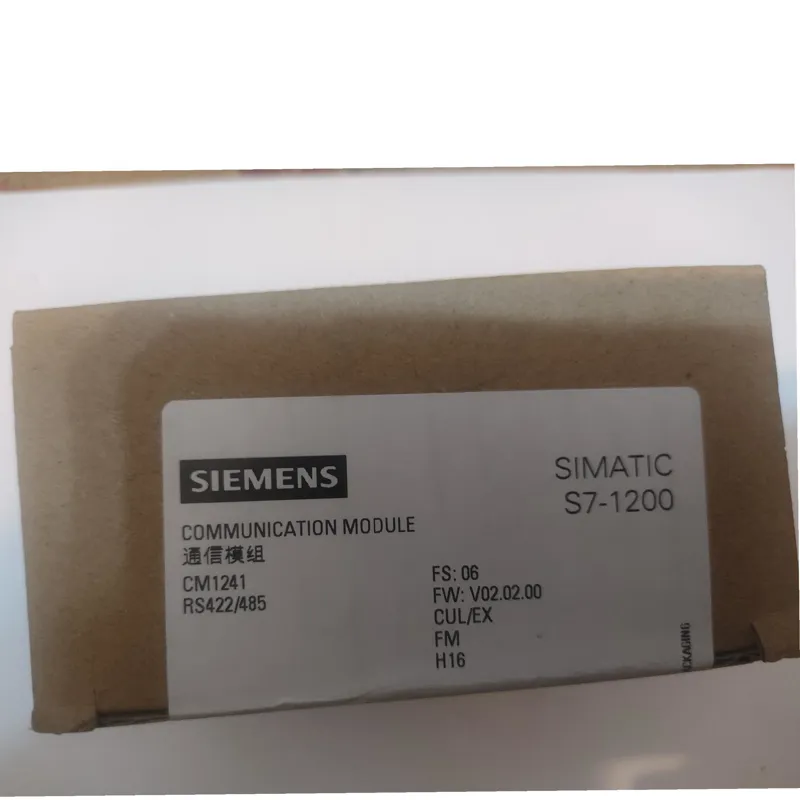 SIEMENS
SIMATIC
S7-1200
COMMUNICATION MODULE
通信模组
CM1241
RS422/485
FS: 06
FW: V02.02.00
CUL/EX
FM
H16